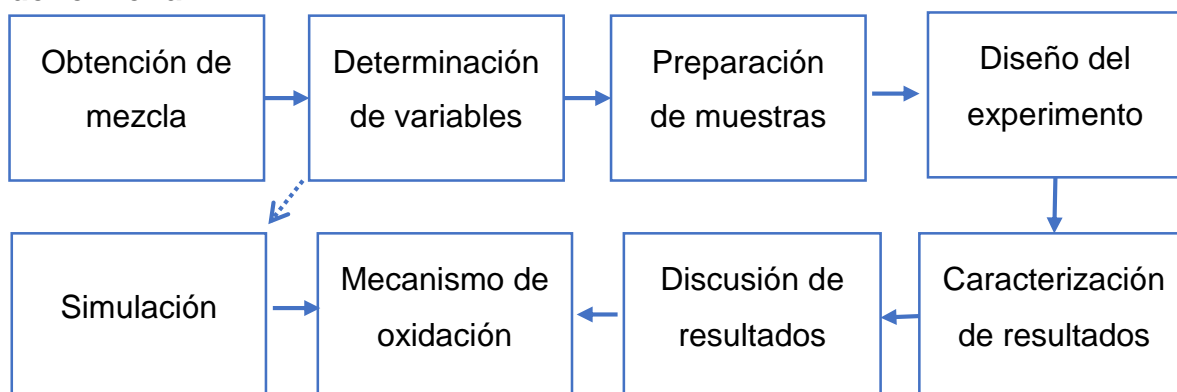 Obtención de
mezcla
Determinación
de variables
Preparación
de muestras
Diseño del
experimento
Simulación
Mecanismo de
oxidación
Discusión de
resultados
Caracterización
de resultados